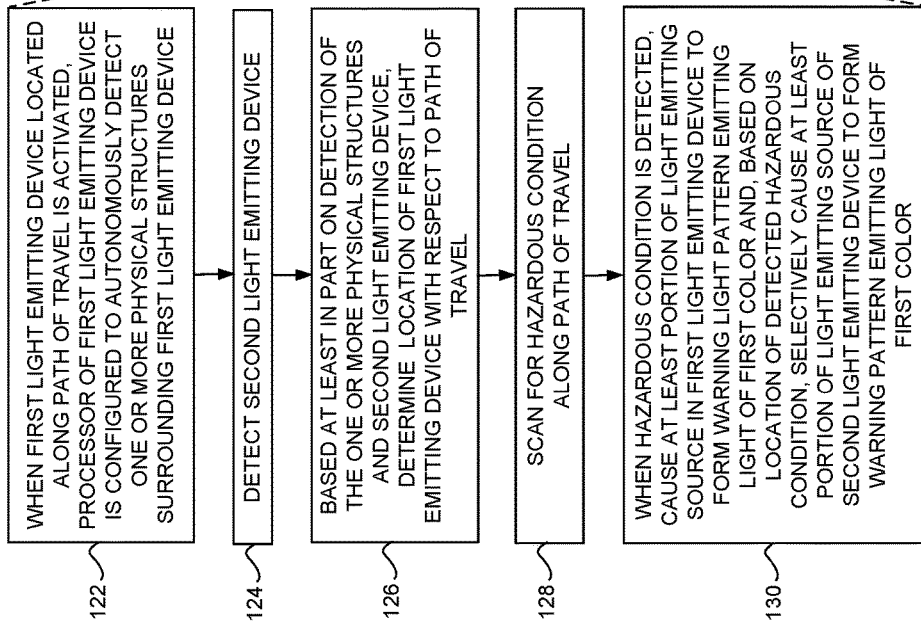 WHEN FIRST LIGHT EMITTING DEVICE LOCATED
ALONG PATH OF TRAVEL IS ACTIVATED,
PROCESSOR OF FIRST LIGHT EMITTING DEVICE
IS CONFIGURED TO AUTONOMOUSLY DETECT
ONE OR MORE PHYSICAL STRUCTURES
SURROUNDING FIRST LIGHT EMITTING DEVICE
122
DETECT SECOND LIGHT EMITTING DEVICE
124
BASED AT LEAST IN PART ON DETECTION OF
THE ONE OR MORE PHYSICAL STRUCTURES
AND SECOND LIGHT EMITTING DEVICE,
DETERMINE LOCATION OF FIRST LIGHT
EMITTING DEVICE WITH RESPECT TO PATH OF
TRAVEL
126
SCAN FOR HAZARDOUS CONDITION
ALONG PATH OF TRAVEL
128
WHEN HAZARDOUS CONDITION IS DETECTED,
CAUSE AT LEAST PORTION OF LIGHT EMITTING
SOURCE IN FIRST LIGHT EMITTING DEVICE TO
FORM WARNING LIGHT PATTERN EMITTING
LIGHT OF FIRST COLOR AND, BASED ON
LOCATION OF DETECTED HAZARDOUS
CONDITION, SELECTIVELY CAUSE AT LEAST
PORTION OF LIGHT EMITTING SOURCE OF
SECOND LIGHT EMITTING DEVICE TO FORM
WARNING PATTERN EMITTING LIGHT OF
FIRST COLOR
130